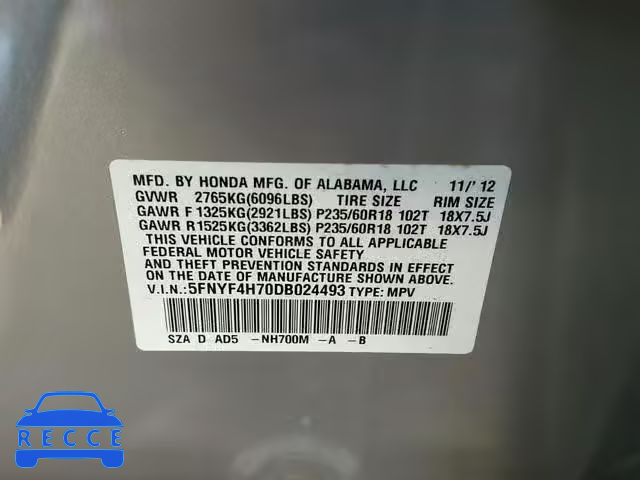 MFD. BY HONDA MFG. OF ALABAMA, LLC 11/' 12
GVWR 2765KG(6096LBS) TIRE SIZE RIM SIZE
GAWR F 1325KG(2921LBS) P235/60R18 102T 18X7.5J
GAWR R1525KG(3362LBS) P235/60R18 102T 18X7.5J
THIS VEHICLE CONFORMS TO ALL APPLICABLE
FEDERAL MOTOR VEHICLE SAFETY
AND THEFT PREVENTION STANDARDS IN EFFECT
ON THE DATE OF MANUFACTURE SHOWN ABOVE.
V.I.N.:5FNYF4H70DB024493 TYPE: MPV
SZA D AD5 -NH700M -A -B
RECCE